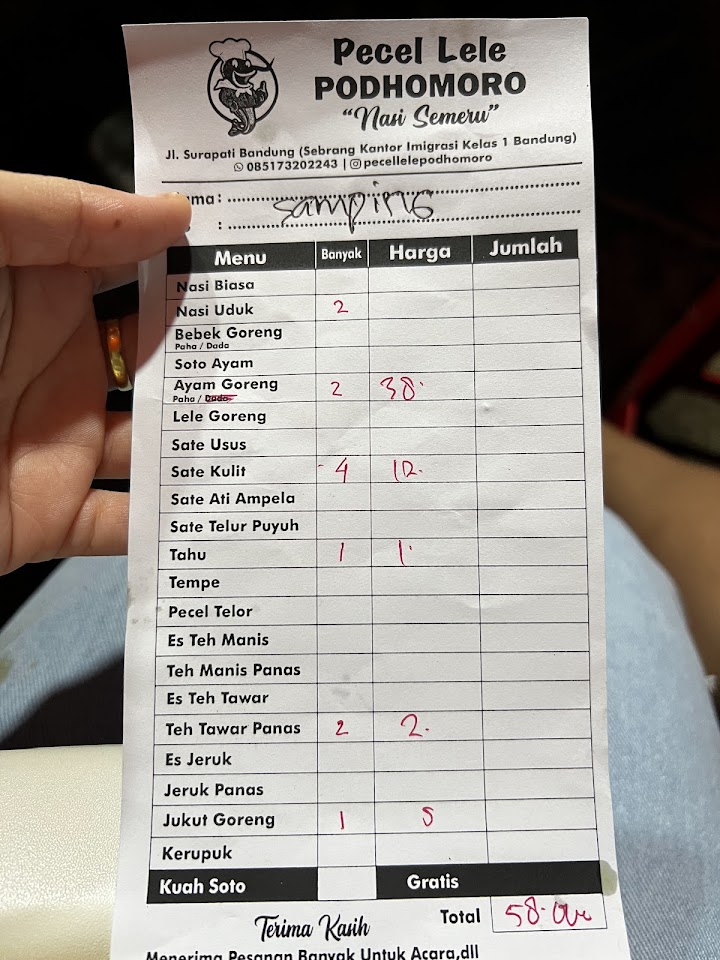 Pecel Lele
PODHOMORO
“Nasi Semeru”
Jl. Surapati Bandung (Sebrang Kantor Imigrasi Kelas 1 Bandung)
085173202243 | pecellelepodhomoro
ma : Samping
:
Menu Banyak Harga Jumlah
Nasi Biasa
Nasi Uduk 2
Bebek Goreng
Paha / Dada
Soto Ayam
Ayam Goreng 2 38.
Paha / Dada
Lele Goreng
Sate Usus
Sate Kulit 4 12.
Sate Ati Ampela
Sate Telur Puyuh
Tahu 1 1.
Tempe
Pecel Telor
Es Teh Manis
Teh Manis Panas
Es Teh Tawar
Teh Tawar Panas 2 2.
Es Jeruk
Jeruk Panas
Jukut Goreng 1 5
Kerupuk
Kuah Soto Gratis
Terima Kasih Total 58.000
Menerima Pesanan Banyak Untuk Acara,dll